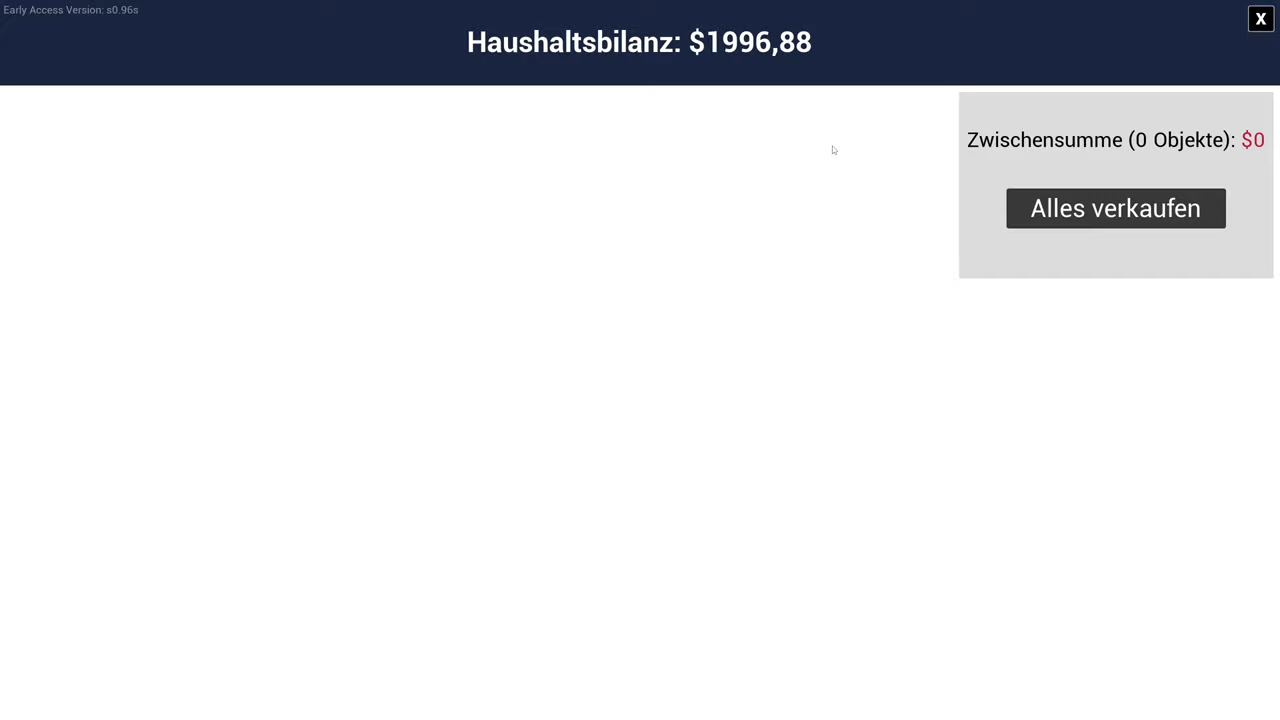 Early Access Version: s0.96s
X
Haushaltsbilanz: $1996,88
Zwischensumme (0 Objekte): $0
Alles verkaufen